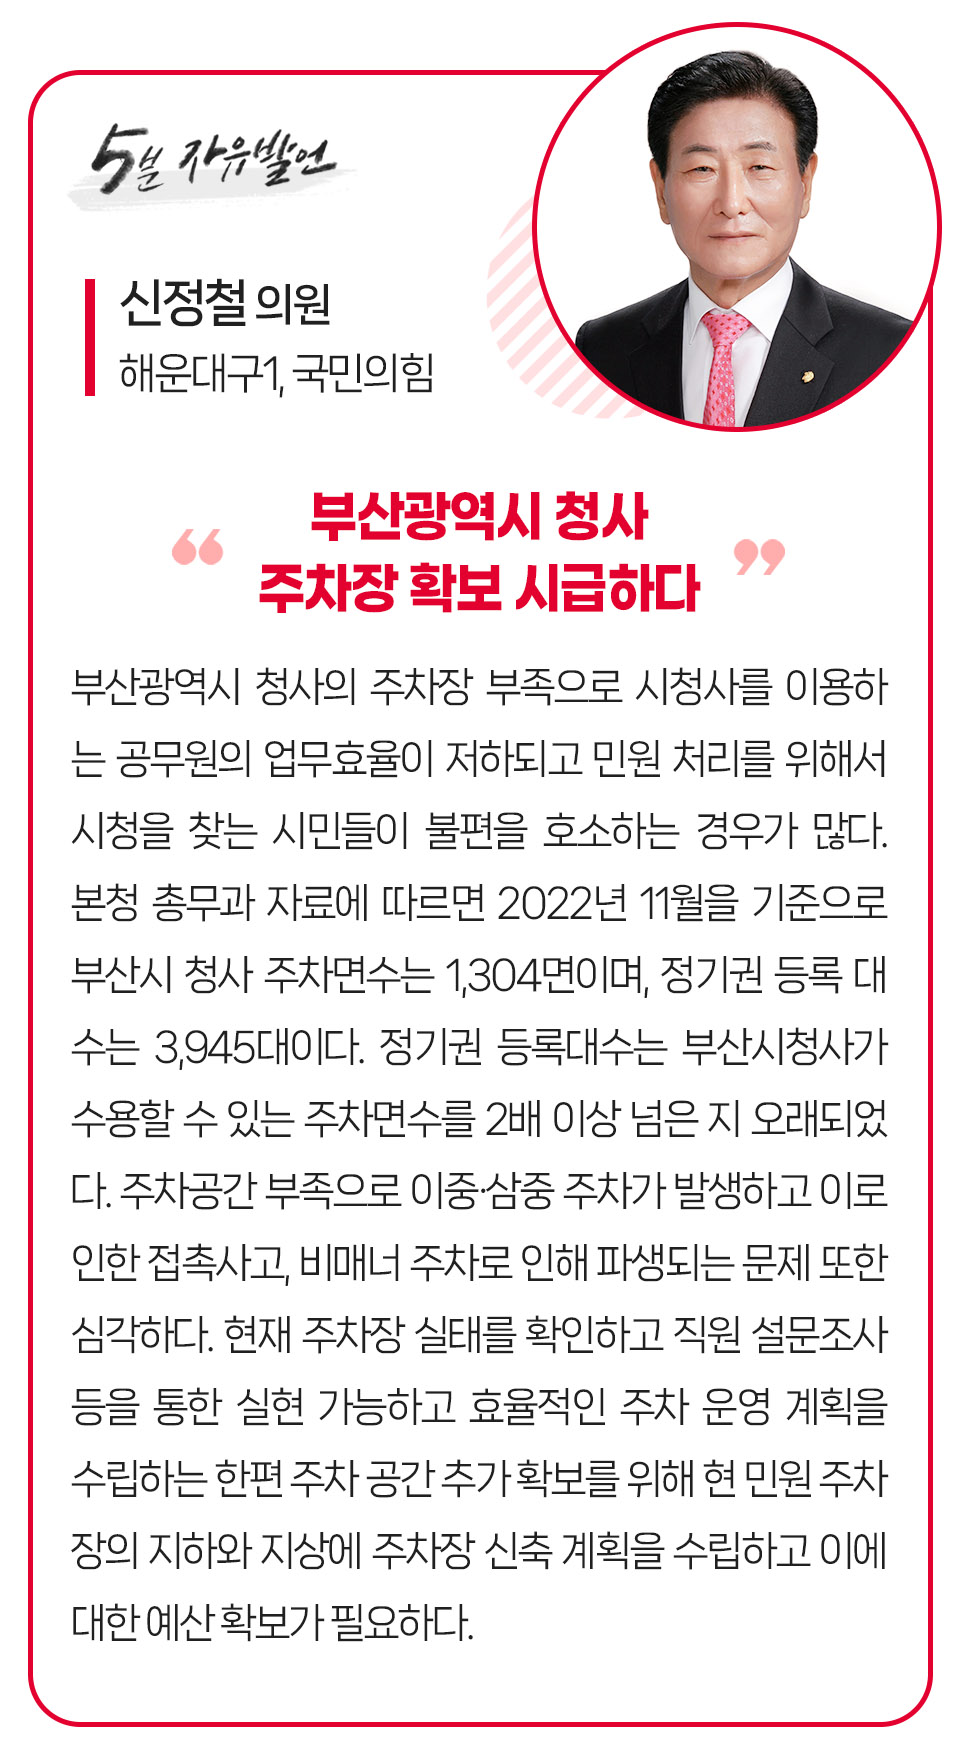 5분 자유발언
신정철 의원
해운대구1, 국민의힘
“ 부산광역시 청사
주차장 확보 시급하다 ”
부산광역시 청사의 주차장 부족으로 시청사를 이용하
는 공무원의 업무효율이 저하되고 민원 처리를 위해서
시청을 찾는 시민들이 불편을 호소하는 경우가 많다.
본청 총무과 자료에 따르면 2022년 11월을 기준으로
부산시 청사 주차면수는 1,304면이며, 정기권 등록 대
수는 3,945대이다. 정기권 등록대수는 부산시청사가
수용할 수 있는 주차면수를 2배 이상 넘은 지 오래되었
다. 주차공간 부족으로 이중·삼중 주차가 발생하고 이로
인한 접촉사고, 비매너 주차로 인해 파생되는 문제 또한
심각하다. 현재 주차장 실태를 확인하고 직원 설문조사
등을 통한 실현 가능하고 효율적인 주차 운영 계획을
수립하는 한편 주차 공간 추가 확보를 위해 현 민원 주차
장의 지하와 지상에 주차장 신축 계획을 수립하고 이에
대한 예산 확보가 필요하다.